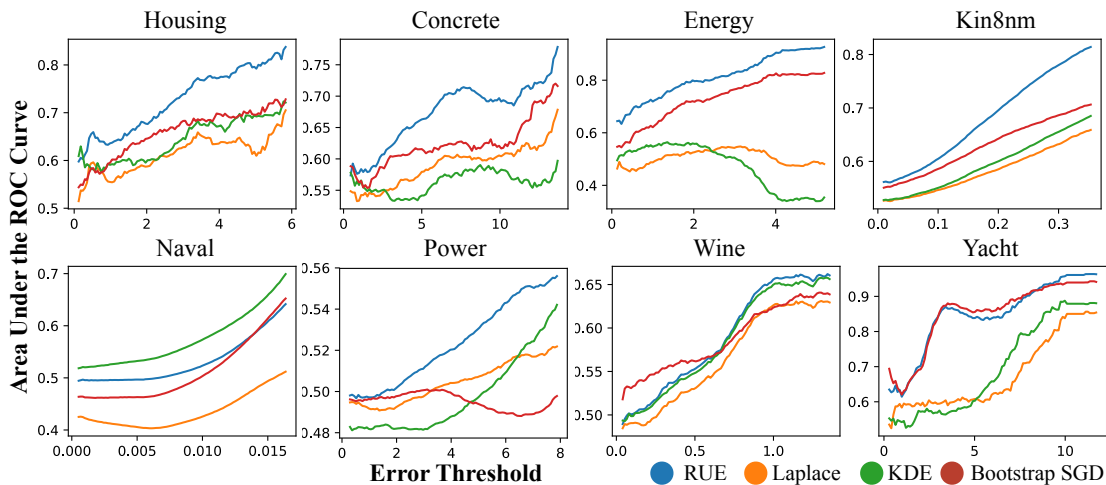 Housing
Concrete
Energy
Kin8nm
0.8
0.7
0.6
0.5
0 2 4 6
0.75
0.70
0.65
0.60
0.55
0 5 10
0.8
0.6
0.4
0 2 4
0.8
0.7
0.6
0.0 0.1 0.2 0.3
Area Under the ROC Curve
Naval
Power
Wine
Yacht
0.7
0.6
0.5
0.4
0.000 0.005 0.010 0.015
0.56
0.54
0.52
0.50
0.48
0 2 4 6 8
0.65
0.60
0.55
0.50
0.0 0.5 1.0
0.9
0.8
0.7
0.6
0 5 10
Error Threshold
RUE Laplace KDE Bootstrap SGD